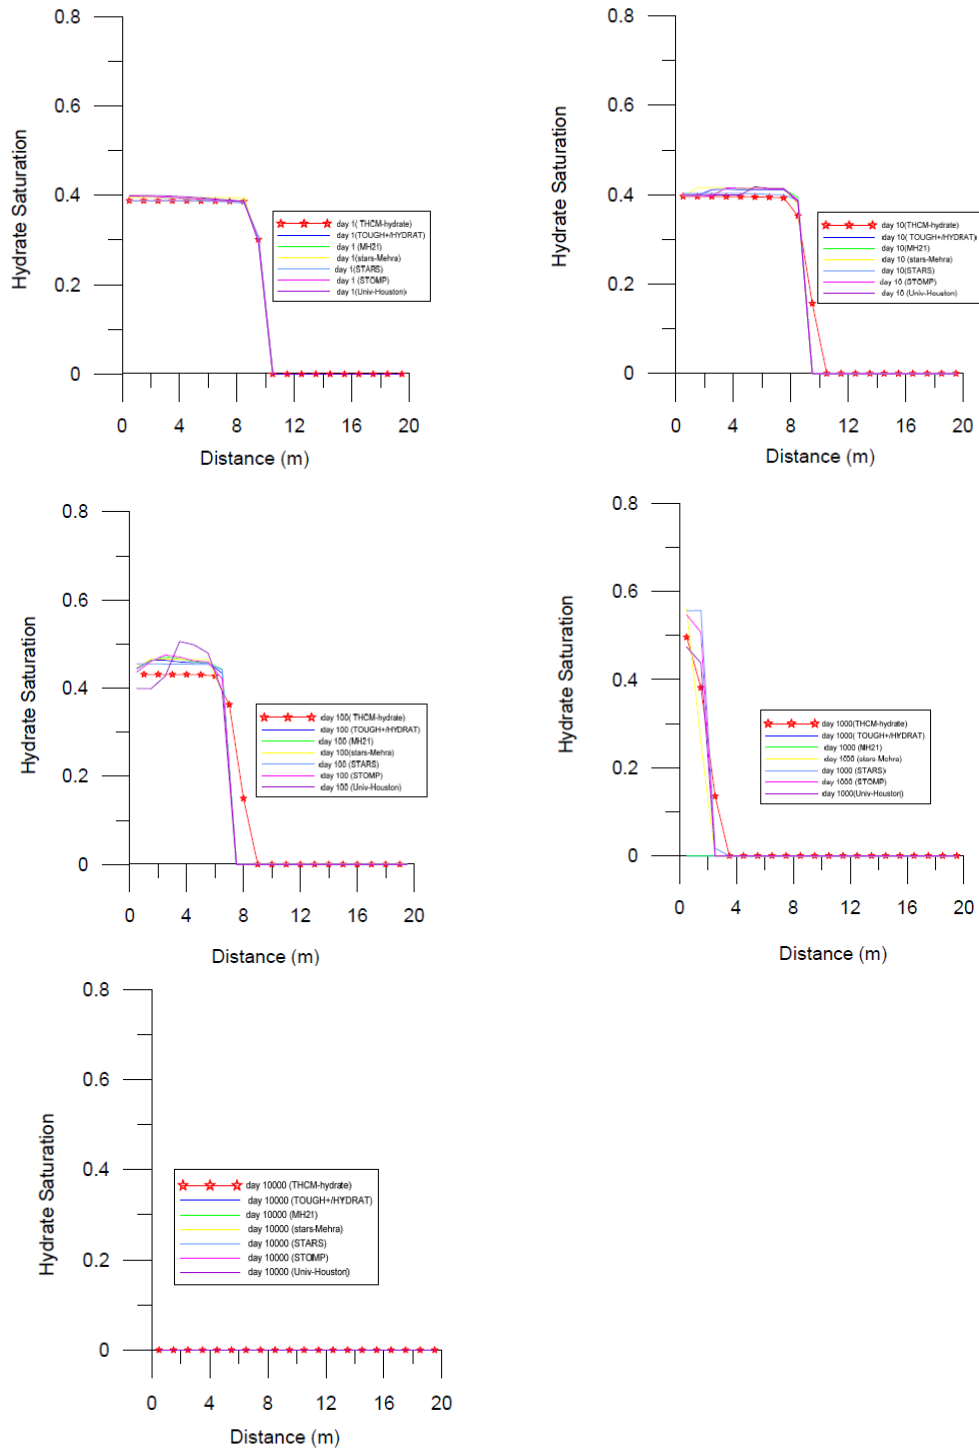 0.8
0.6
0.4
0.2
0
Hydrate Saturation
day 1( THCM-hydrate)
day 1(TOUGH+/HYDRAT)
day 1 (MH21)
day 1(stars-Mehra)
day 1(STARS)
day 1 (STOMP)
day 1(Univ-Houston)
0 4 8 12 16 20
Distance (m)
0.8
0.6
0.4
0.2
0
Hydrate Saturation
day 10(THCM-hydrate)
day 10( TOUGH+/HYDRAT)
day 10(MH21)
day 10 (stars-Mehra)
day 10(STARS)
day 10 (STOMP)
day 10 (Univ-Houston)
0 4 8 12 16 20
Distance (m)
0.8
0.6
0.4
0.2
0
Hydrate Saturation
day 100( THCM-hydrate)
day 100 (TOUGH+/HYDRAT)
day 100 (MH21)
day 100(stars-Mehra)
day 100 (STARS)
day 100 (STOMP)
day 100 (Univ-Houston)
0 4 8 12 16 20
Distance (m)
0.8
0.6
0.4
0.2
0
Hydrate Saturation
day 1000(THCM-hydrate)
day 1000( TOUGH+/HYDRAT)
day 1000 (MH21)
day 1000 (stars-Mehra)
day 1000 (STARS)
day 1000 (STOMP)
day 1000(Univ-Houston)
0 4 8 12 16 20
Distance (m)
0.8
0.6
0.4
0.2
0
Hydrate Saturation
day 10000 (THCM-hydrate)
day 10000 (TOUGH+/HYDRAT)
day 10000 (MH21)
day 10000 (stars-Mehra)
day 10000 (STARS)
day 10000 (STOMP)
day 10000 (Univ-Houston)
0 4 8 12 16 20
Distance (m)